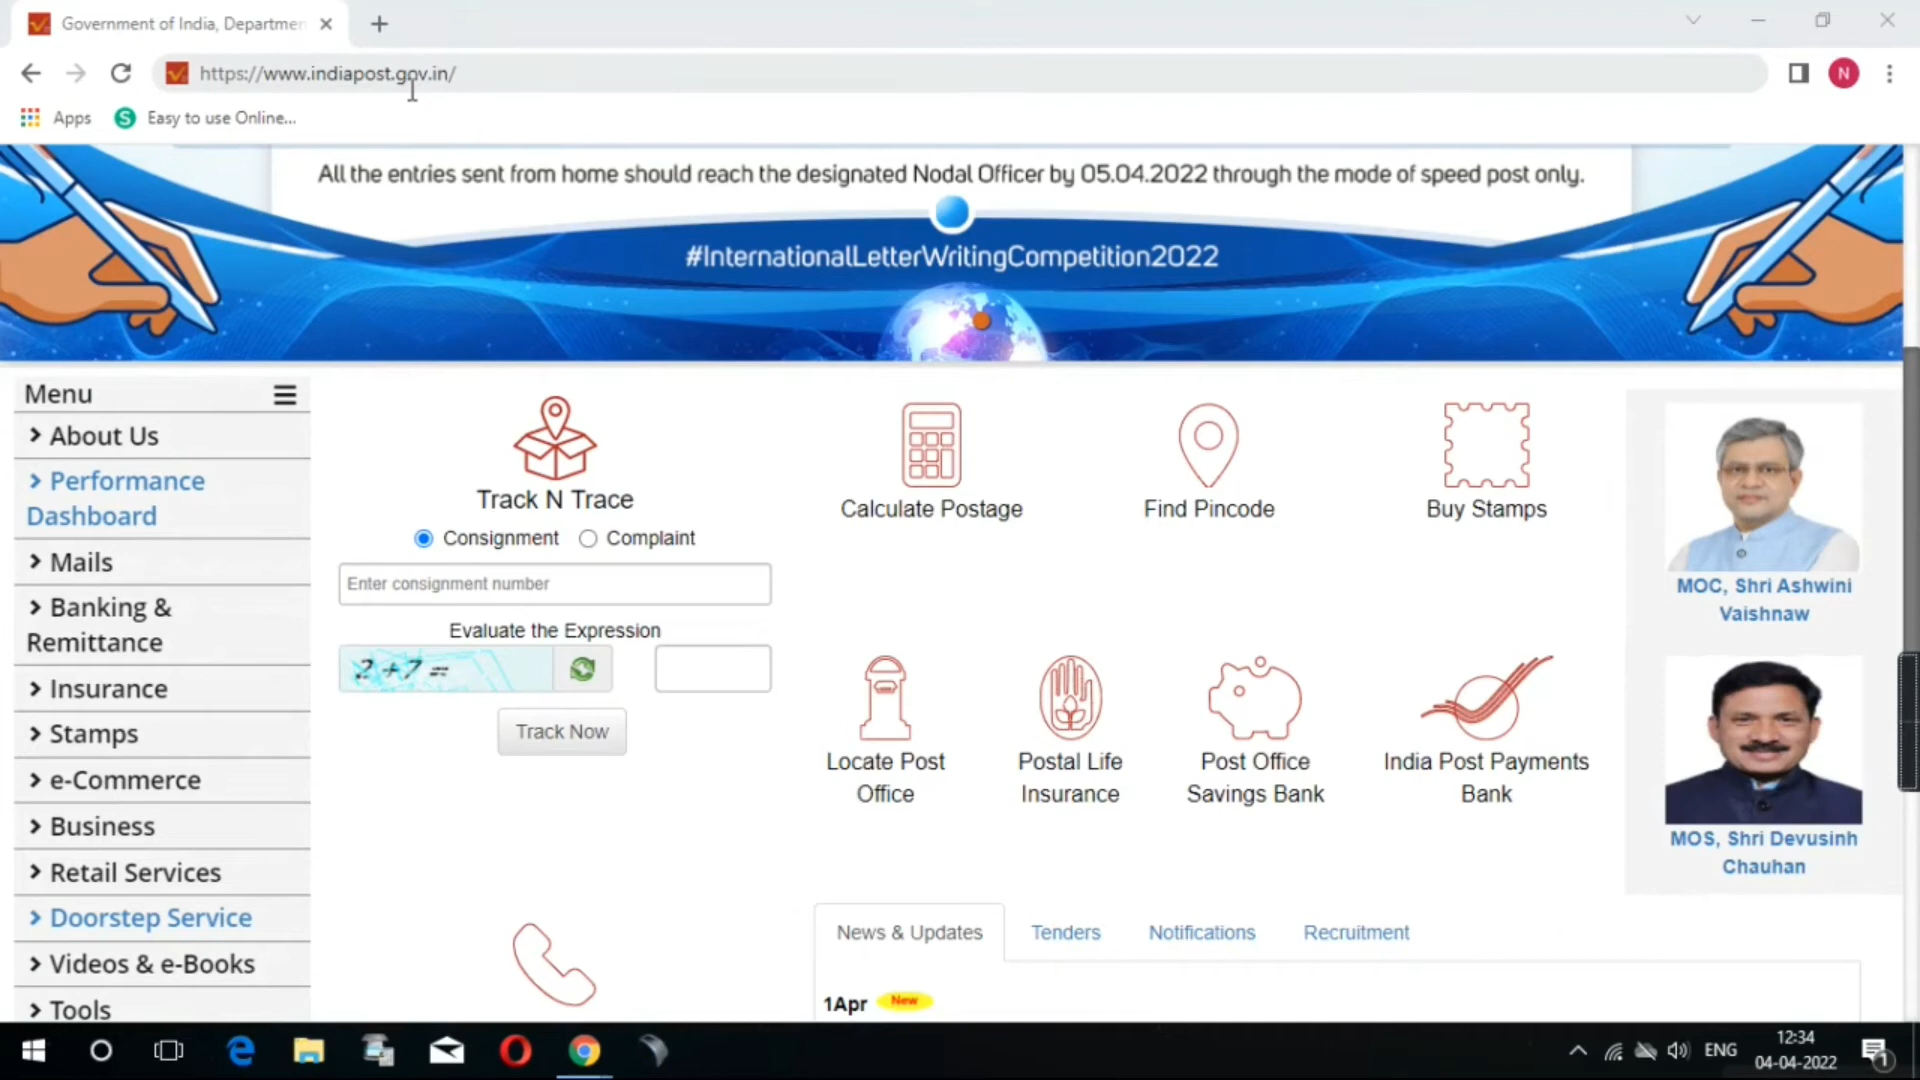 Government of India, Departmen
https://www.indiapost.gov.in/
N
Apps
S
Easy to use Online...
All the entries sent from home should reach the designated Nodal Officer by 05.04.2022 through the mode of speed post only.
#InternationalLetterWritingCompetition2022
Menu
About Us
Performance
Dashboard
Mails
Banking &
Remittance
Insurance
Stamps
e-Commerce
Business
Retail Services
Doorstep Service
Videos & e-Books
Tools
Track N Trace
Consignment
Complaint
Enter consignment number
Evaluate the Expression
2+7=
Track Now
Calculate Postage
Find Pincode
Buy Stamps
Locate Post
Office
Postal Life
Insurance
Post Office
Savings Bank
India Post Payments
Bank
MOC, Shri Ashwini
Vaishnaw
MOS, Shri Devusinh
Chauhan
News & Updates
Tenders
Notifications
Recruitment
1Apr
New
ENG
12:34
04-04-2022
1